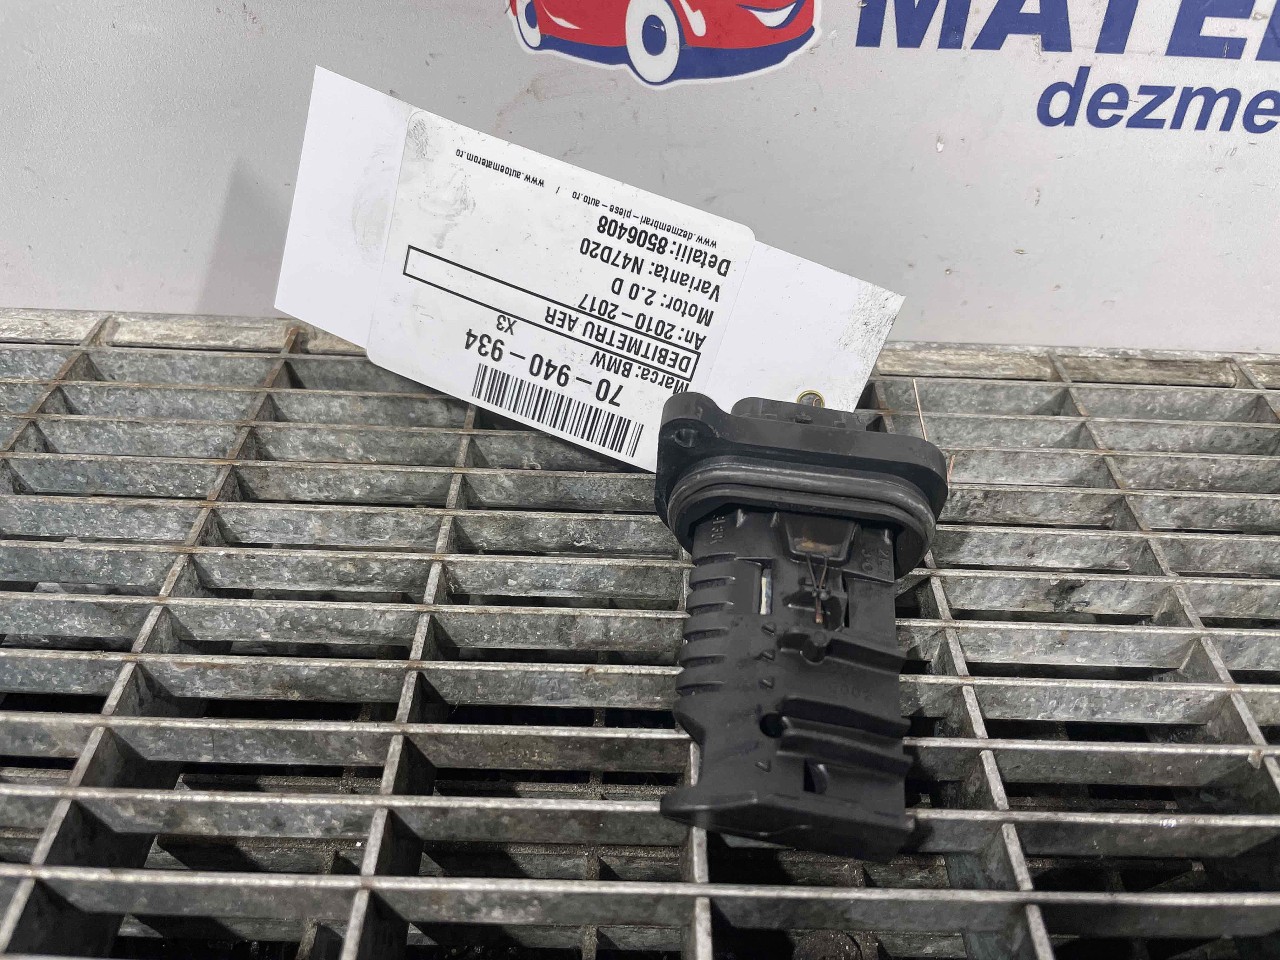 MATE
dezme
70-940-934
Marca: BMW X3
DEBITMETRU AER
An: 2010-2017
Motor: 2.0 D
Varianta: N47D20
Detalii: 8506408
www.dezmembrari-piese-auto.ro / www.autoematerom.ro